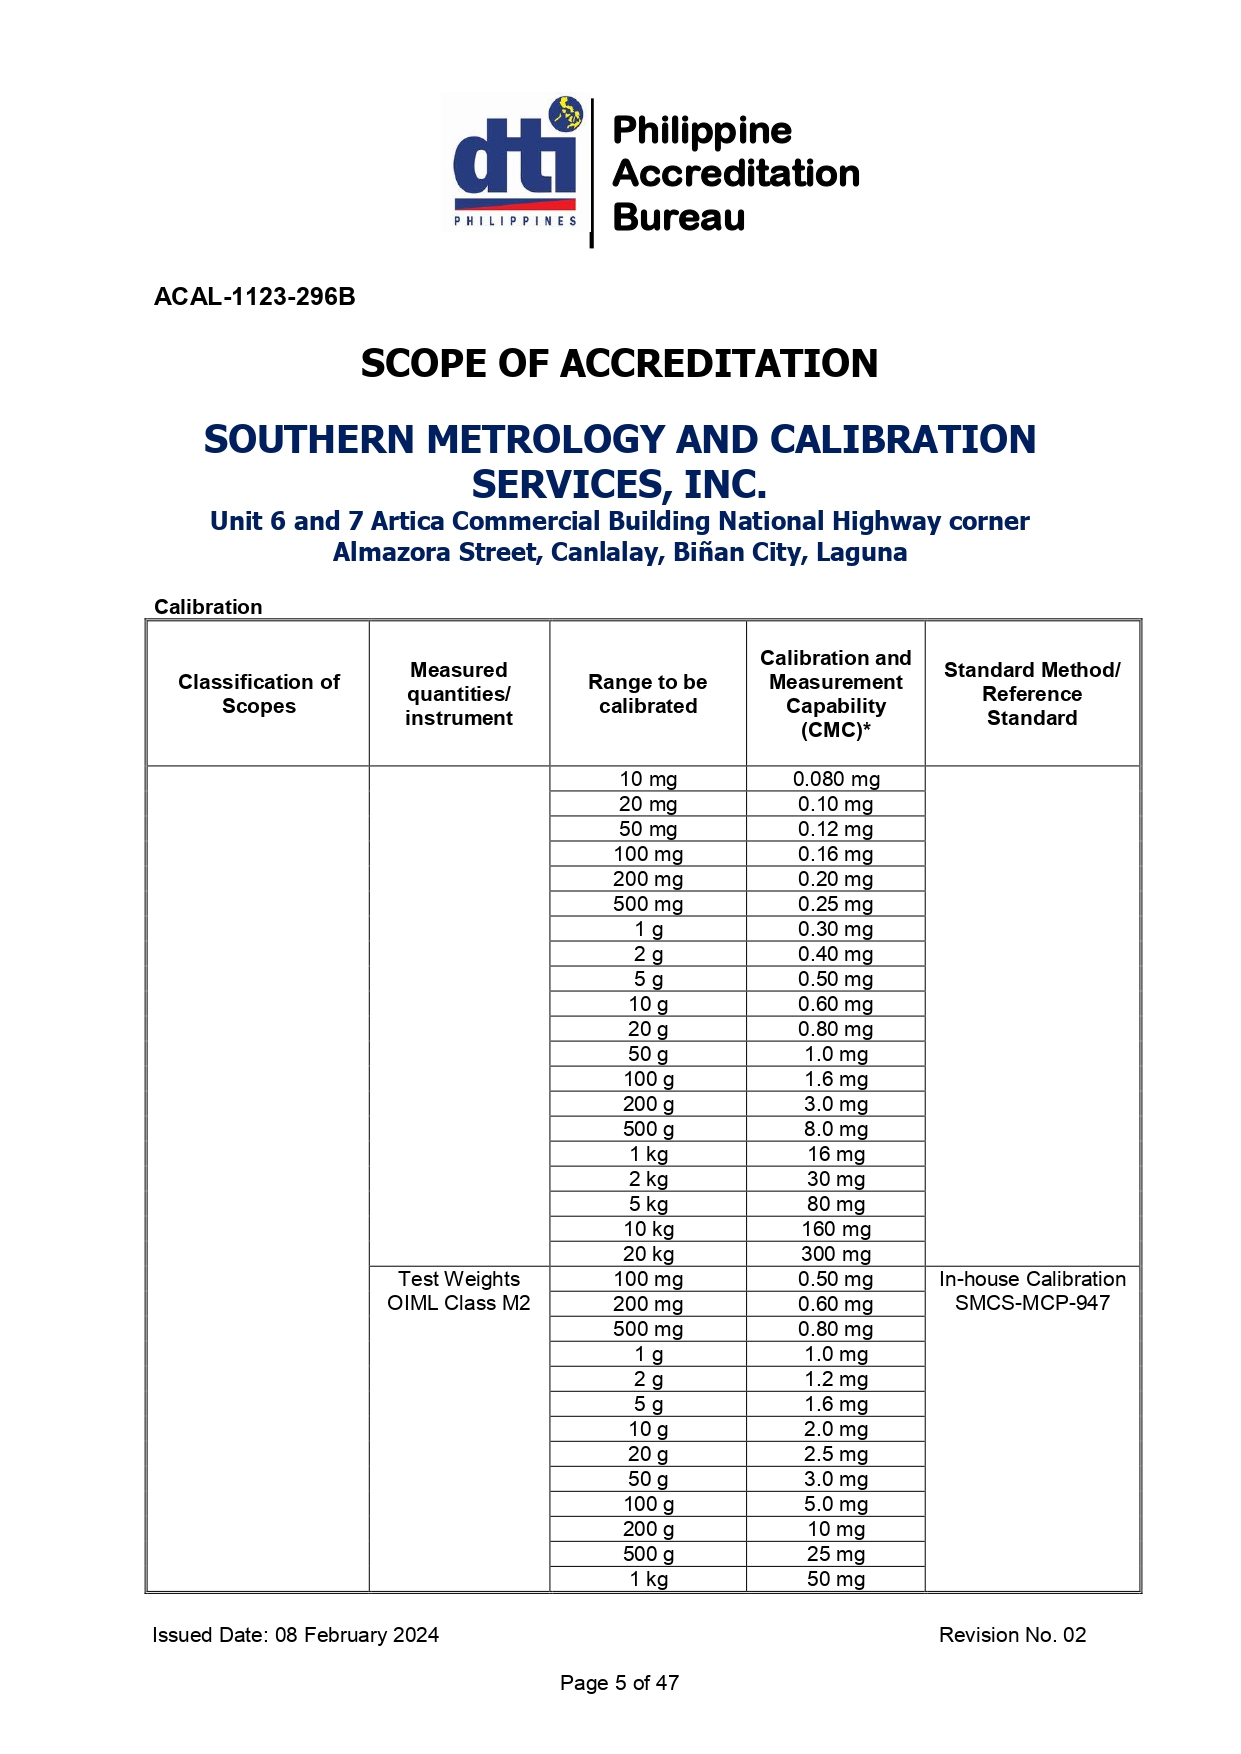 dti
PHILIPPINES
Philippine
Accreditation
Bureau
ACAL-1123-296B
SCOPE OF ACCREDITATION
SOUTHERN METROLOGY AND CALIBRATION
SERVICES, INC.
Unit 6 and 7 Artica Commercial Building National Highway corner
Almazora Street, Canlalay, Biñan City, Laguna
Calibration
Classification of
Scopes
Measured
quantities/
instrument
Range to be
calibrated
Calibration and
Measurement
Capability
(CMC)*
Standard Method/
Reference
Standard
10 mg 0.080 mg
20 mg 0.10 mg
50 mg 0.12 mg
100 mg 0.16 mg
200 mg 0.20 mg
500 mg 0.25 mg
1 g 0.30 mg
2 g 0.40 mg
5 g 0.50 mg
10 g 0.60 mg
20 g 0.80 mg
50 g 1.0 mg
100 g 1.6 mg
200 g 3.0 mg
500 g 8.0 mg
1 kg 16 mg
2 kg 30 mg
5 kg 80 mg
10 kg 160 mg
20 kg 300 mg
Test Weights 100 mg 0.50 mg In-house Calibration
OIML Class M2 200 mg 0.60 mg SMCS-MCP-947
500 mg 0.80 mg
1 g 1.0 mg
2 g 1.2 mg
5 g 1.6 mg
10 g 2.0 mg
20 g 2.5 mg
50 g 3.0 mg
100 g 5.0 mg
200 g 10 mg
500 g 25 mg
1 kg 50 mg
Issued Date: 08 February 2024 Revision No. 02
Page 5 of 47